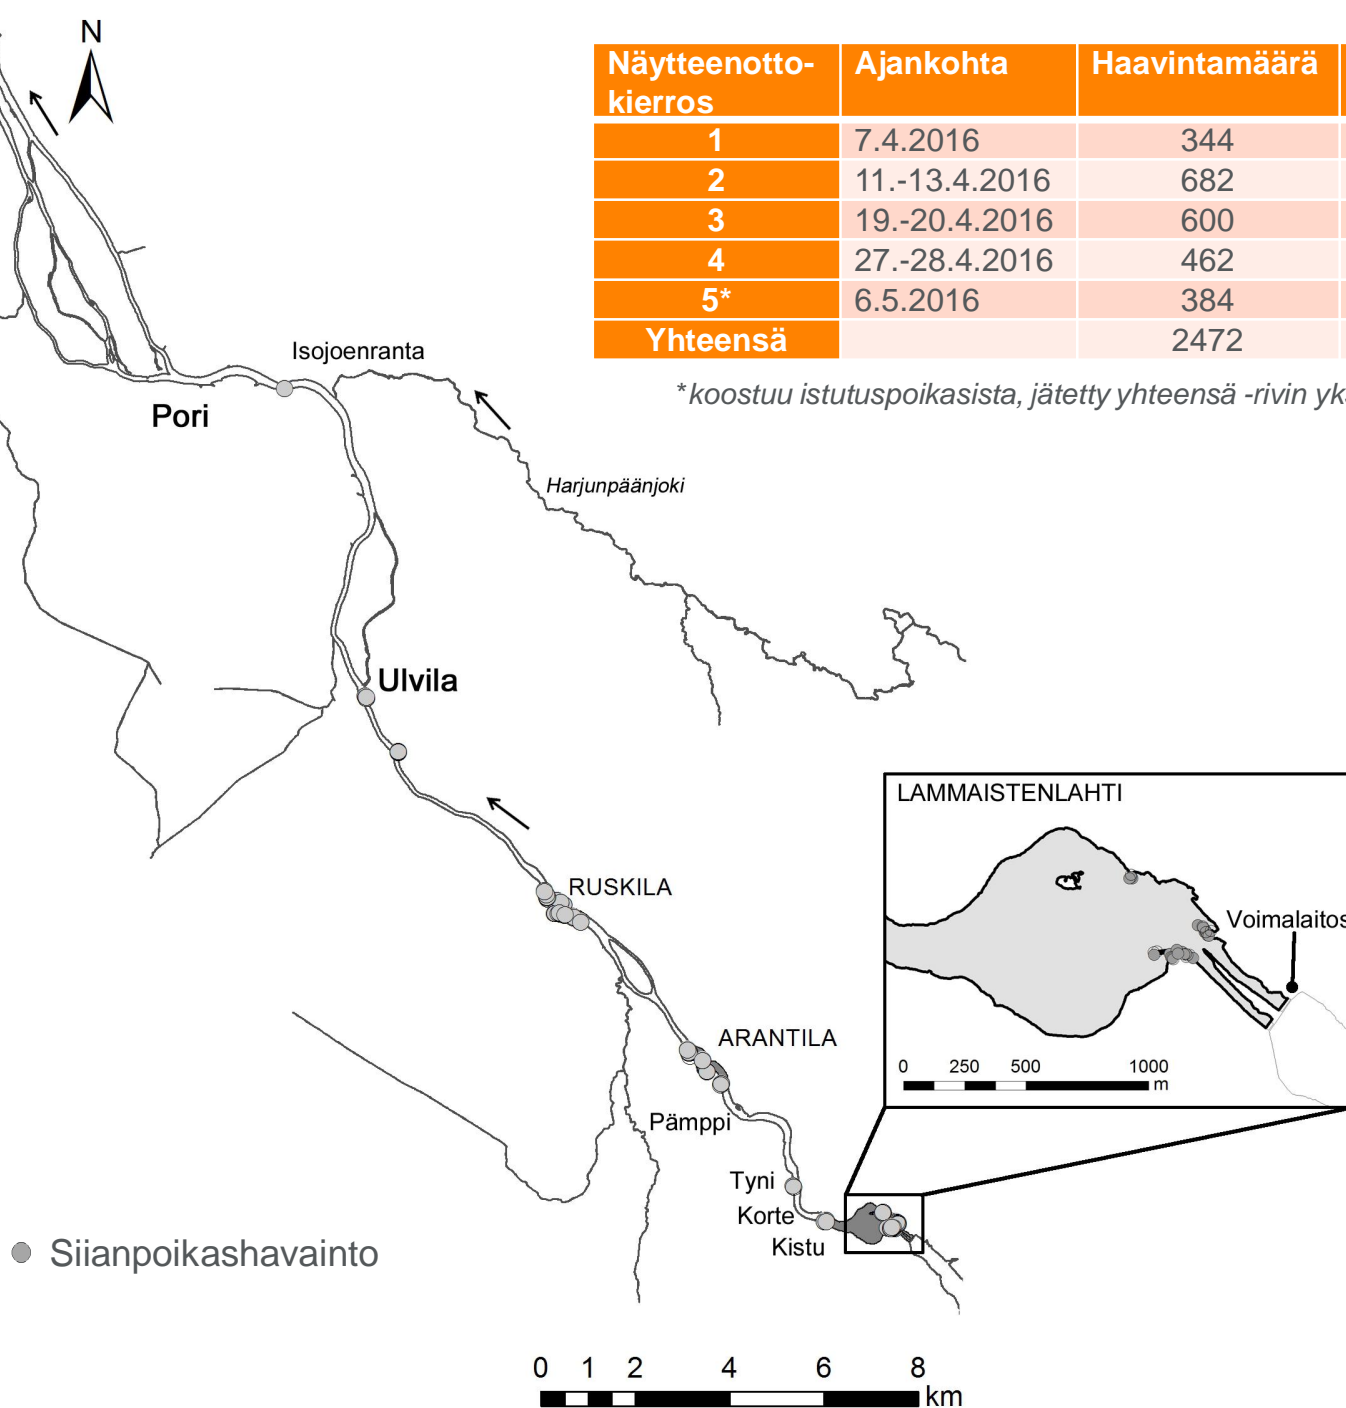 N
Näytteenotto-
kierros
Ajankohta
Haavintamäärä
1 7.4.2016 344
2 11.-13.4.2016 682
3 19.-20.4.2016 600
4 27.-28.4.2016 462
5* 6.5.2016 384
Yhteensä 2472
*koostuu istutuspoikasista, jätetty yhteensä -rivin
Isojoenranta
Pori
Harjunpäänjoki
Ulvila
LAMMAISTENLAHTI
RUSKILA
Voimalaitos
ARANTILA
0 250 500 1000
m
Pämppi
Tyni
Korte
Kistu
Siianpoikashavainto
0 1 2 4 6 8
km